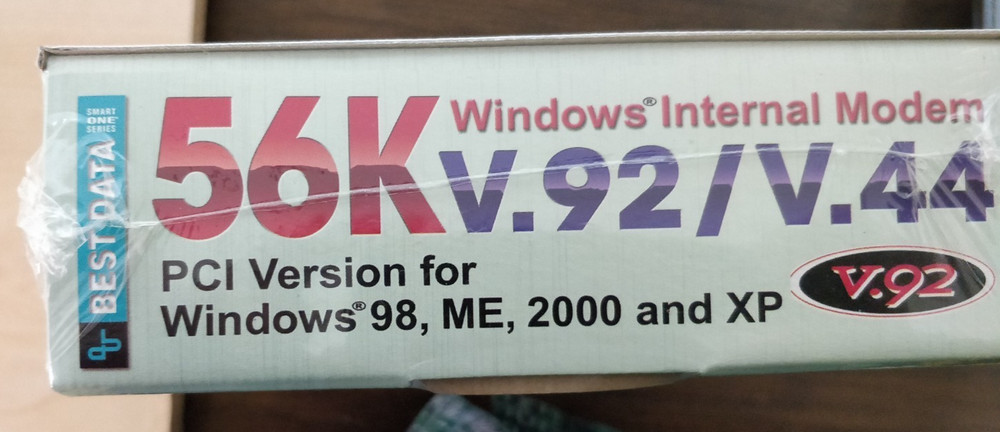 SMART
ONE
SERIES
BEST DATA
56K
Windows® Internal Modem
V.92/V.44
PCI Version for
Windows® 98, ME, 2000 and XP
V.92